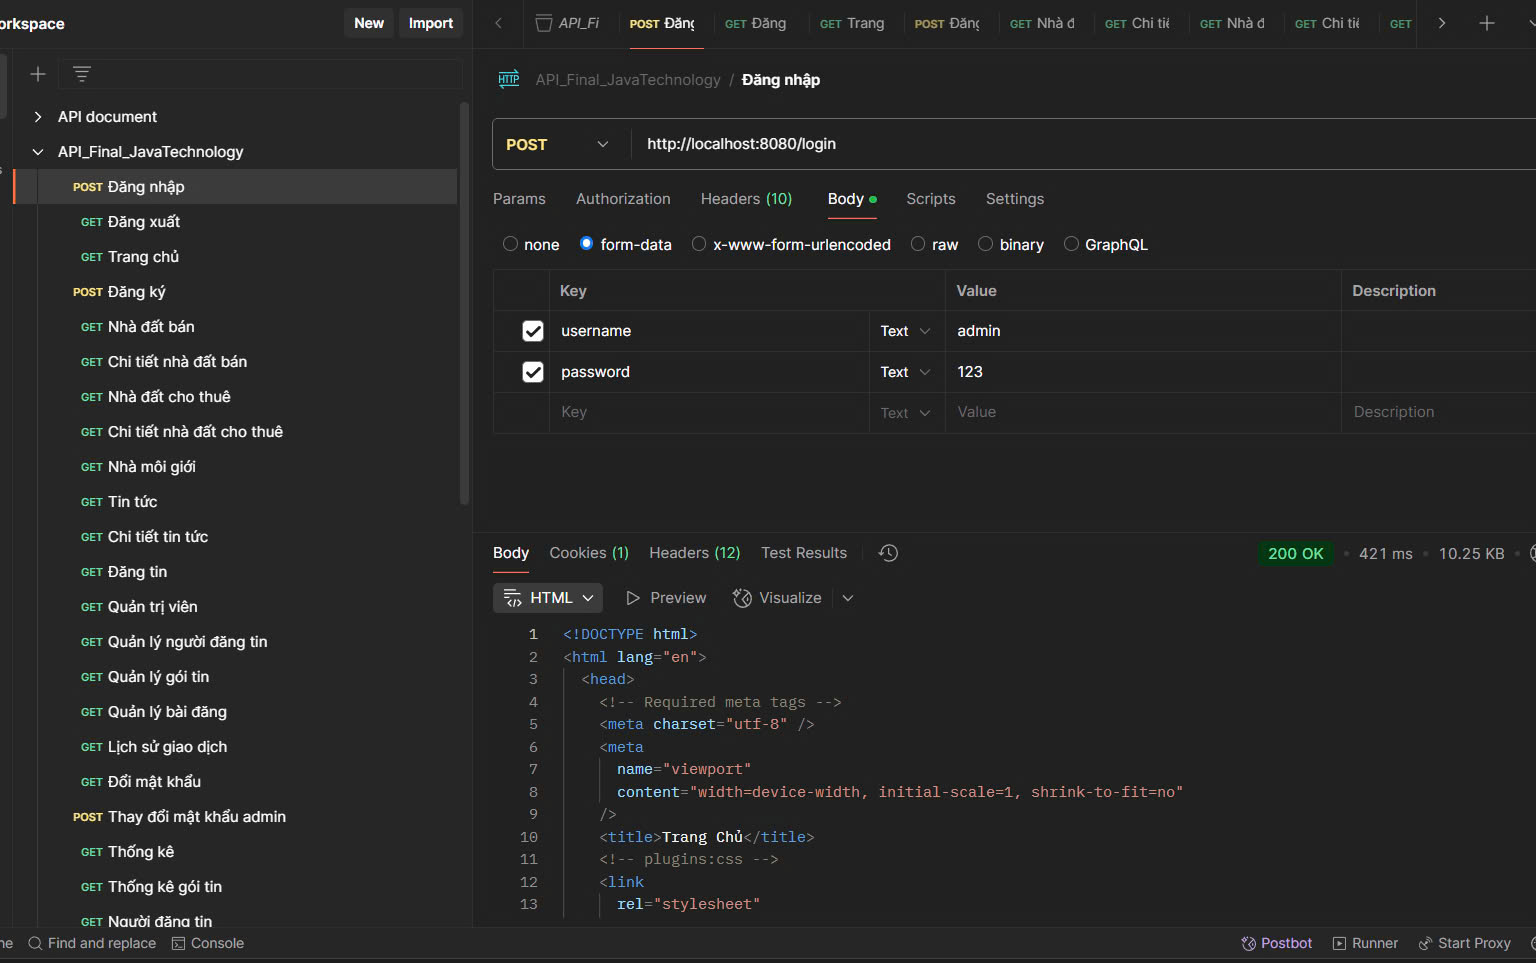 orkspace
New Import
API document
API_Final_JavaTechnology
POST Đăng nhập
GET Đăng xuất
GET Trang chủ
POST Đăng ký
GET Nhà đất bán
GET Chi tiết nhà đất bán
GET Nhà đất cho thuê
GET Chi tiết nhà đất cho thuê
GET Nhà môi giới
GET Tin tức
GET Chi tiết tin tức
GET Đăng tin
GET Quản trị viên
GET Quản lý người đăng tin
GET Quản lý gói tin
GET Quản lý bài đăng
GET Lịch sử giao dịch
GET Đổi mật khẩu
POST Thay đổi mật khẩu admin
GET Thống kê
GET Thống kê gói tin
GET Người đăng tin
API_Fi POST Đăng GET Đăng GET Trang POST Đăng GET Nhà đ GET Chi tiế GET Nhà đ GET Chi tiế GET
HTTP API_Final_JavaTechnology / Đăng nhập
POST http://localhost:8080/login
Params Authorization Headers (10) Body Scripts Settings
none form-data x-www-form-urlencoded raw binary GraphQL
Key Value Description
username Text admin
password Text 123
Key Text Value Description
Body Cookies (1) Headers (12) Test Results 200 OK 421 ms 10.25 KB
HTML Preview Visualize
1 <!DOCTYPE html>
2 <html lang="en">
3 <head>
4 <!-- Required meta tags -->
5 <meta charset="utf-8" />
6 <meta
7 name="viewport"
8 content="width=device-width, initial-scale=1, shrink-to-fit=no"
9 />
10 <title>Trang Chủ</title>
11 <!-- plugins:css -->
12 <link
13 rel="stylesheet"
ne Find and replace Console Postbot Runner Start Proxy